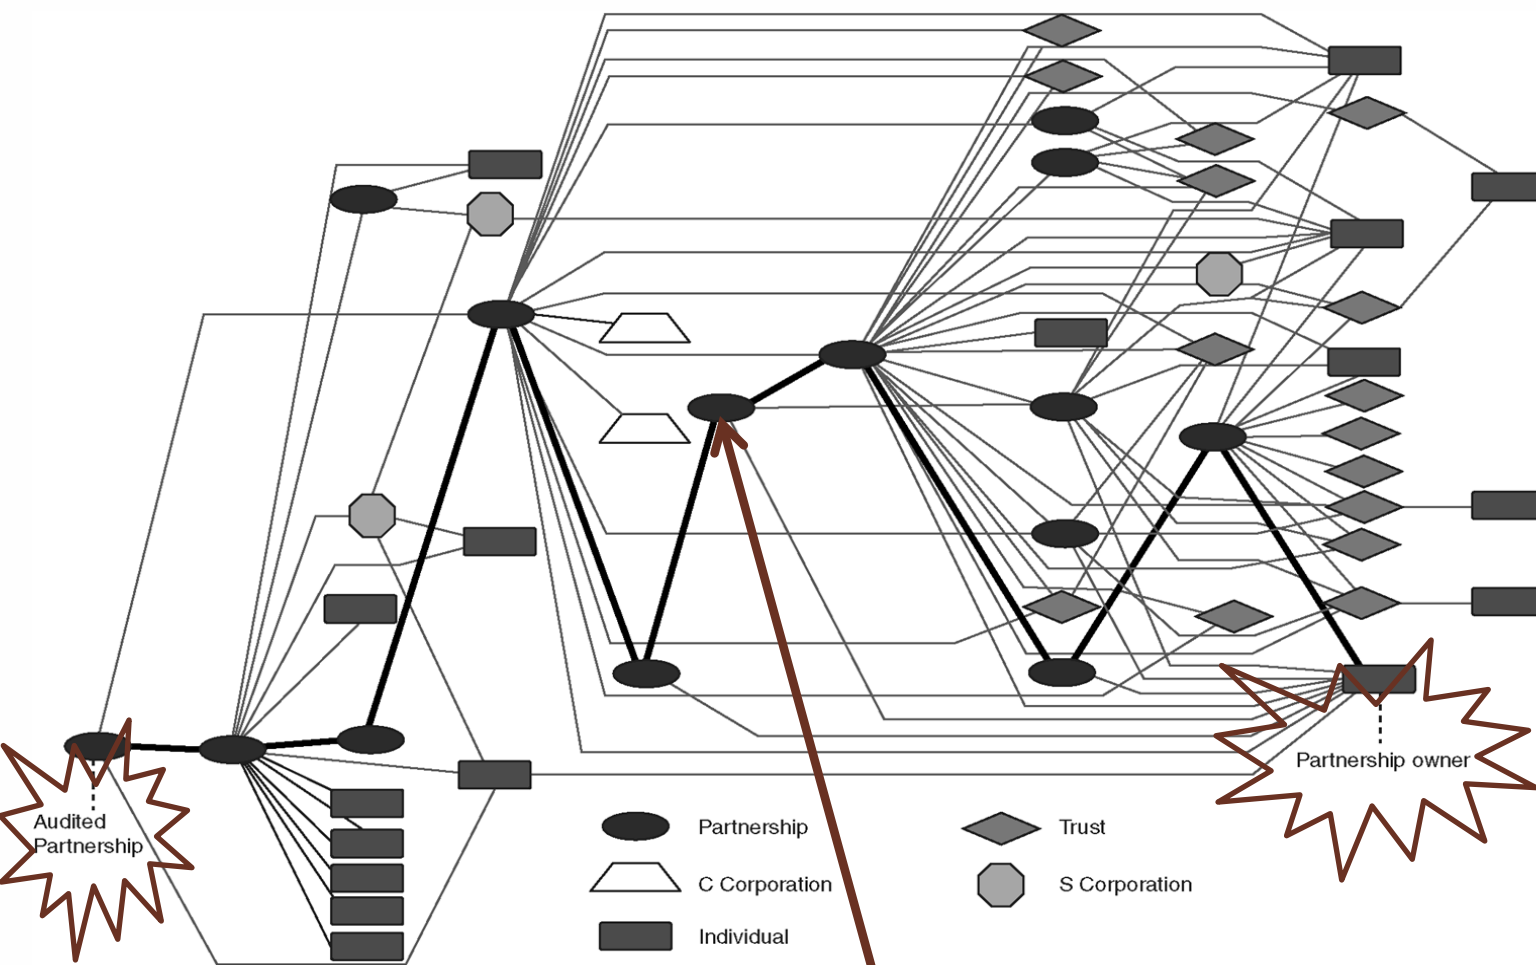 Audited
Partnership
Partnership owner
Partnership
Trust
C Corporation
S Corporation
Individual